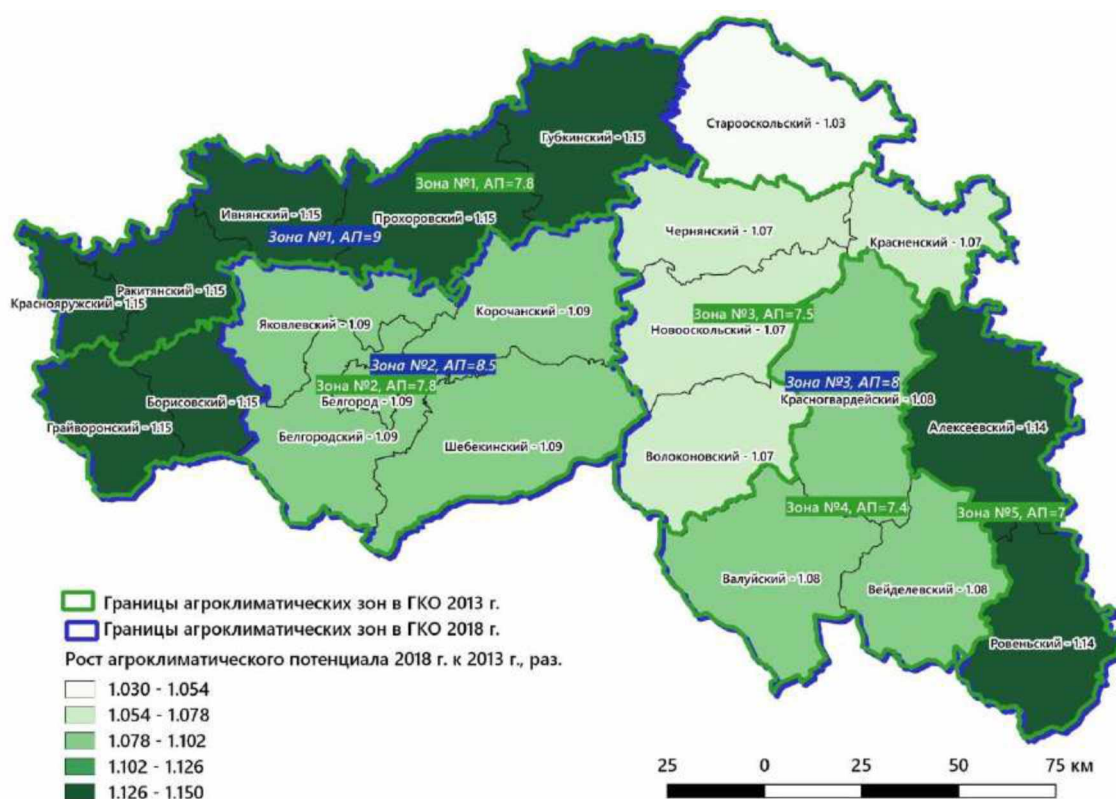 Старооскольский - 1.03
Губкинский - 1.15
Зона №1, АП=7.8
Ивнянский - 1.15
Прохоровский - 1.15
Зона №1, АП=9
Чернянский - 1.07
Красненский - 1.07
Ракитянский - 1.15
Краснояружский - 1.15
Яковлевский - 1.09
Корочанский - 1.09
Зона №3, АП=7.5
Новооскольский - 1.07
Зона №2, АП=8.5
Зона №2, АП=7.8
Зона №3, АП=8
Борисовский - 1.15
Белгород - 1.09
Красногвардейский - 1.08
Грайворонский - 1.15
Белгородский - 1.09
Шебекинский - 1.09
Алексеевский - 1.14
Волоконовский - 1.07
Зона №4, АП=7.4
Зона №5, АП=7
Валуйский - 1.08
Вейделевский - 1.08
Ровеньский - 1.14
Границы агроклиматических зон в ГКО 2013 г.
Границы агроклиматических зон в ГКО 2018 г.
Рост агроклиматического потенциала 2018 г. к 2013 г., раз.
1.030 - 1.054
1.054 - 1.078
1.078 - 1.102
1.102 - 1.126
1.126 - 1.150
25 0 25 50 75 км